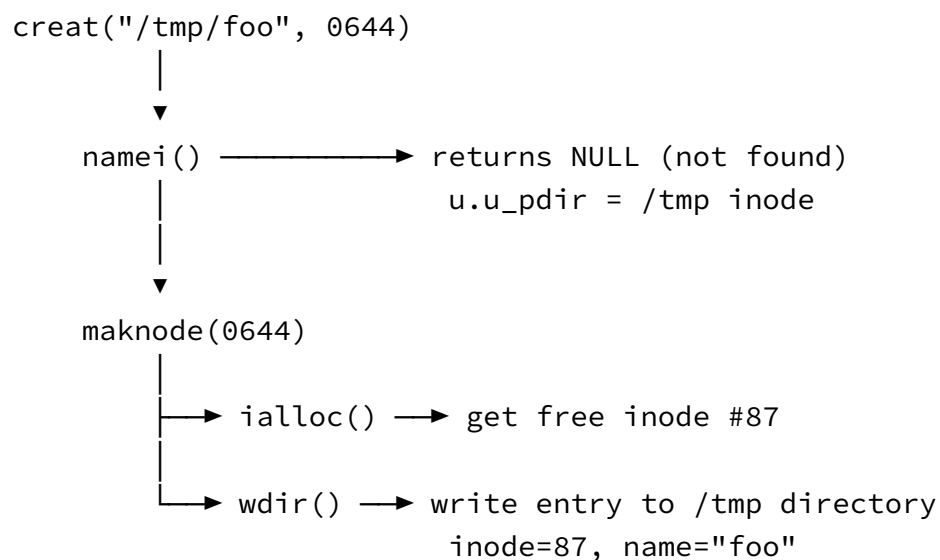 creat("/tmp/foo", 0644)
namei() returns NULL (not found)
u.u_pdir = /tmp inode
maknode(0644)
ialloc() get free inode #87
wdir() write entry to /tmp directory
inode=87, name="foo"